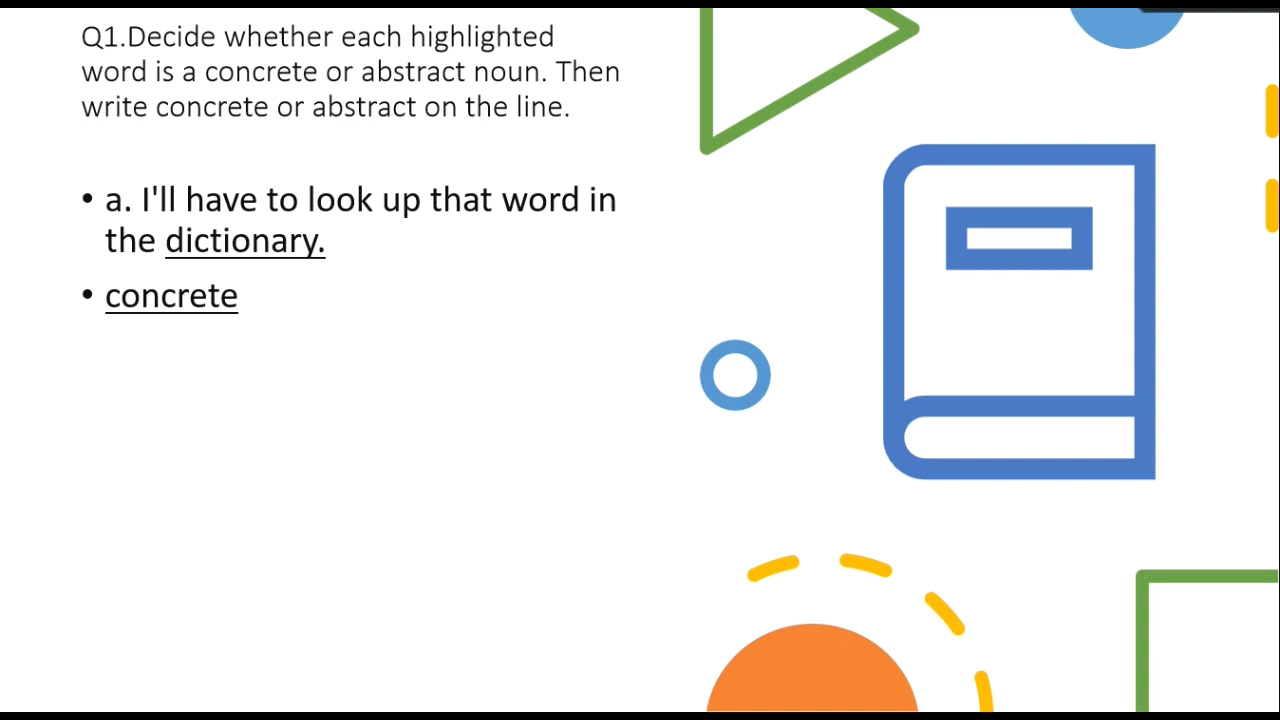 Q1.Decide whether each highlighted
word is a concrete or abstract noun. Then
write concrete or abstract on the line.
• a. I'll have to look up that word in
the dictionary.
• concrete